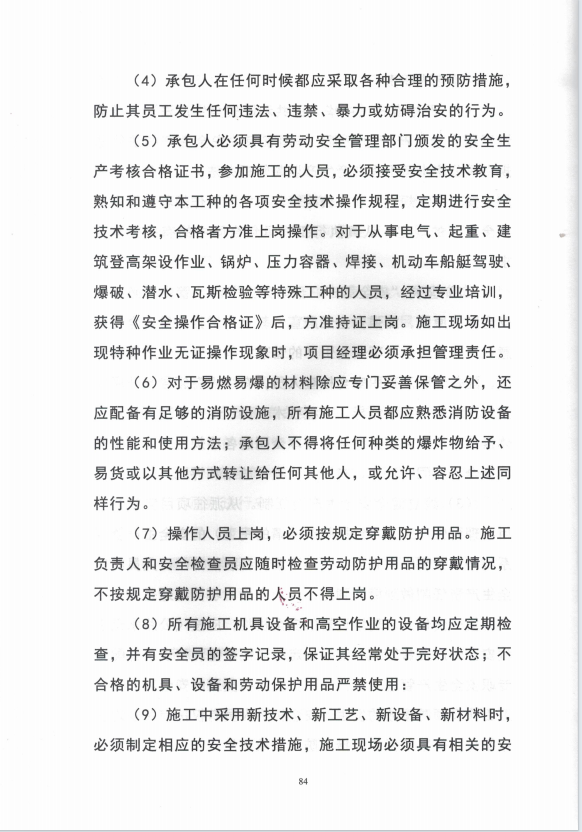 （4）承包人在任何时候都应采取各种合理的预防措施，
防止其员工发生任何违法、违禁、暴力或妨碍治安的行为。
（5）承包人必须具有劳动安全管理部门颁发的安全生
产考核合格证书，参加施工的人员，必须接受安全技术教育，
熟知和遵守本工种的各项安全技术操作规程，定期进行安全
技术考核，合格者方准上岗操作。对于从事电气、起重、建
筑登高架设作业、锅炉、压力容器、焊接、机动车船艇驾驶、
爆破、潜水、瓦斯检验等特殊工种的人员，经过专业培训，
获得《安全操作合格证》后，方准持证上岗。施工现场如出
现特种作业无证操作现象时，项目经理必须承担管理责任。
（6）对于易燃易爆的材料除应专门妥善保管之外，还
应配备有足够的消防设施，所有施工人员都应熟悉消防设备
的性能和使用方法；承包人不得将任何种类的爆炸物给予、
易货或以其他方式转让给任何其他人，或允许、容忍上述同
样行为。
（7）操作人员上岗，必须按规定穿戴防护用品。施工
负责人和安全检查员应随时检查劳动防护用品的穿戴情况，
不按规定穿戴防护用品的人员不得上岗。
（8）所有施工机具设备和高空作业的设备均应定期检
查，并有安全员的签字记录，保证其经常处于完好状态；不
合格的机具、设备和劳动保护用品严禁使用：
（9）施工中采用新技术、新工艺、新设备、新材料时，
必须制定相应的安全技术措施，施工现场必须具有相关的安
84